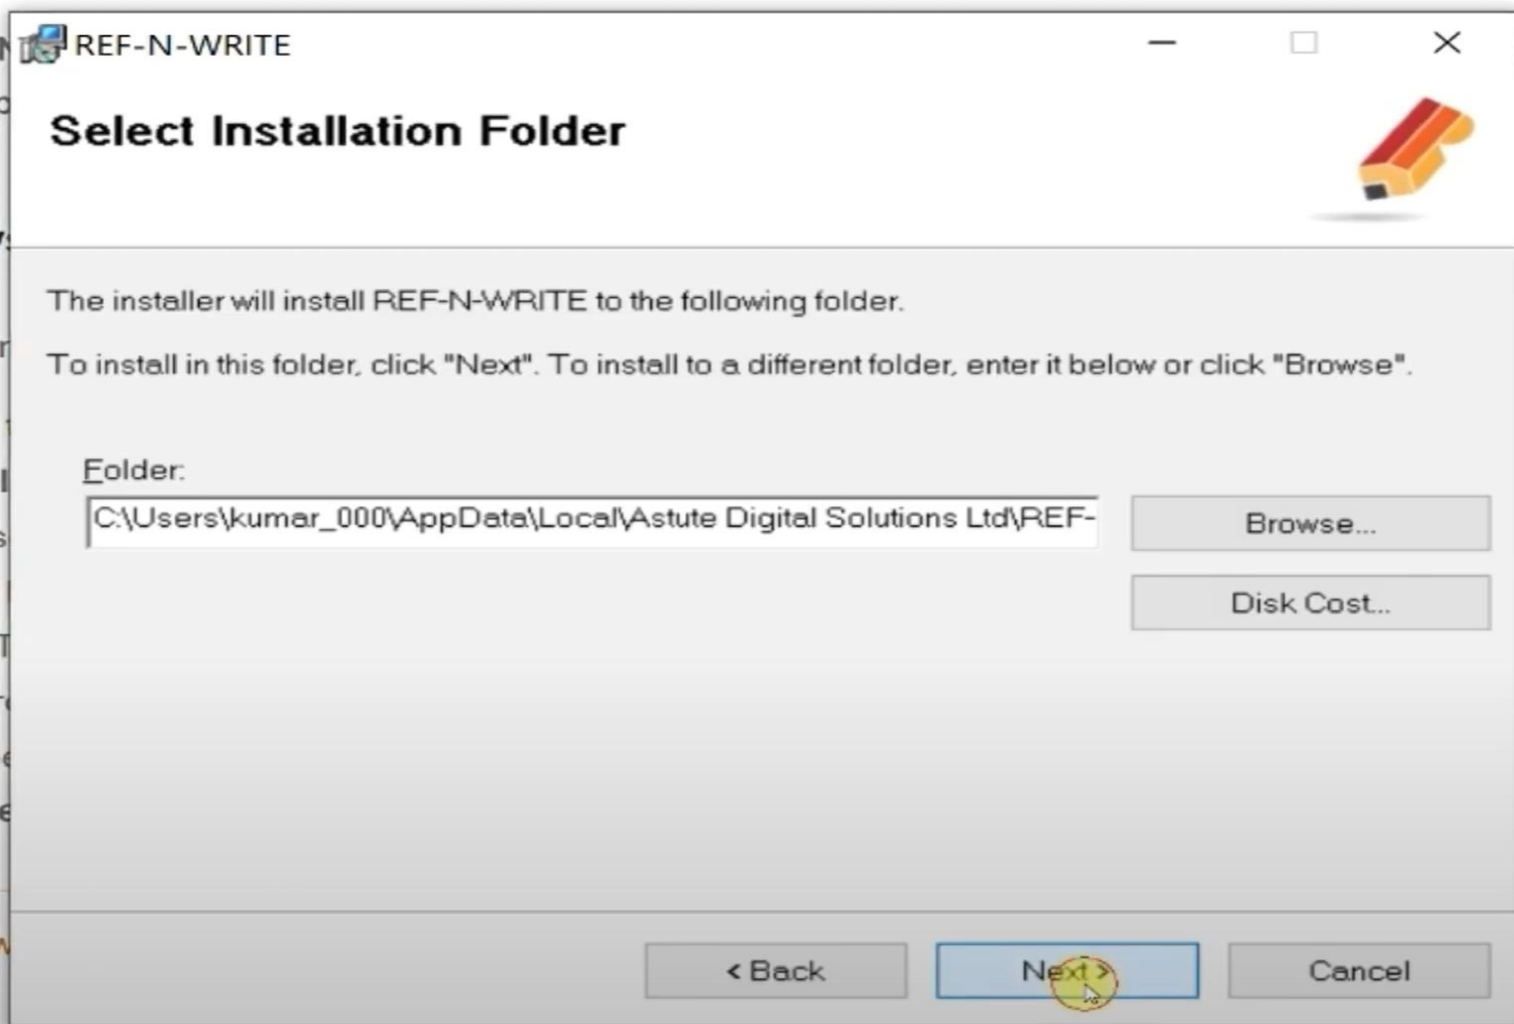 REF-N-WRITE
Select Installation Folder
The installer will install REF-N-WRITE to the following folder.
To install in this folder, click "Next". To install to a different folder, enter it below or click "Browse".
Folder:
C:\Users\kumar_000\AppData\Local\Astute Digital Solutions Ltd\REF-
Browse...
Disk Cost...
< Back
Next >
Cancel